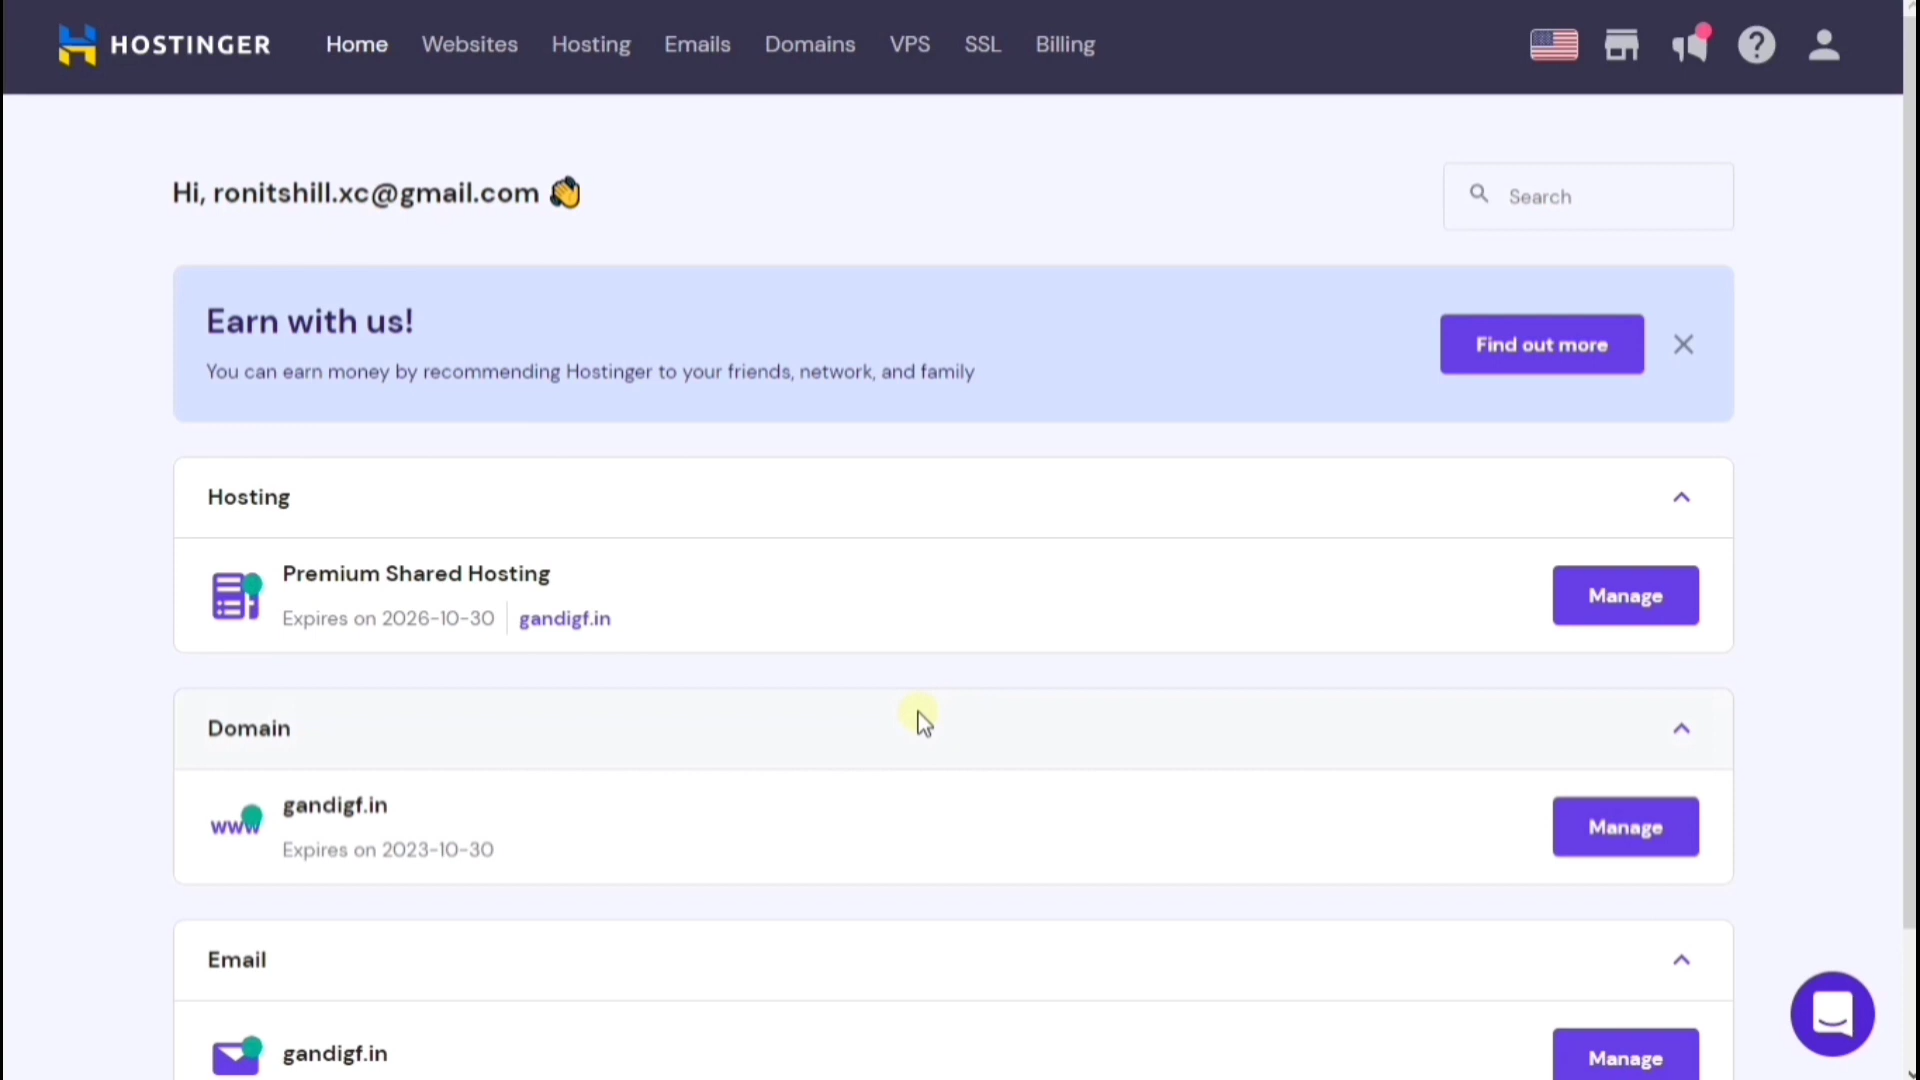 HOSTINGER Home Websites Hosting Emails Domains VPS SSL Billing
Hi, ronitshill.xc@gmail.com 👏
Search
Earn with us!
You can earn money by recommending Hostinger to your friends, network, and family
Find out more
Hosting
Premium Shared Hosting
Expires on 2026-10-30 gandigf.in
Manage
Domain
www
gandigf.in
Expires on 2023-10-30
Manage
Email
gandigf.in
Manage